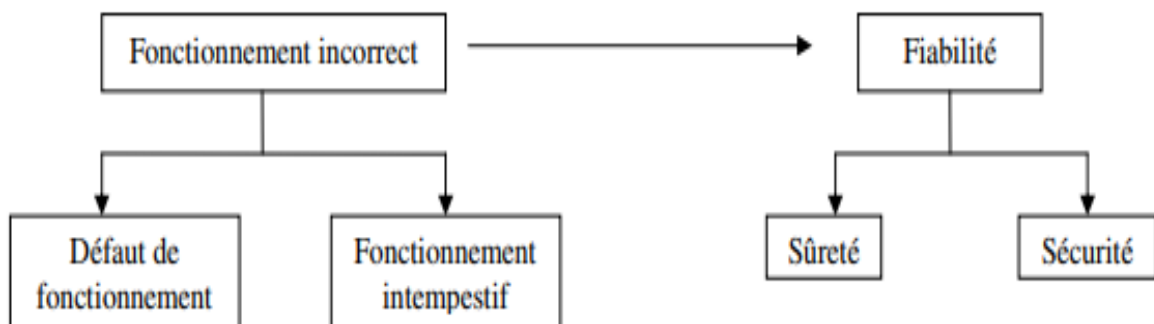 Fonctionnement incorrect
Fiabilité
Défaut de
fonctionnement
Fonctionnement
intempestif
Sûreté
Sécurité